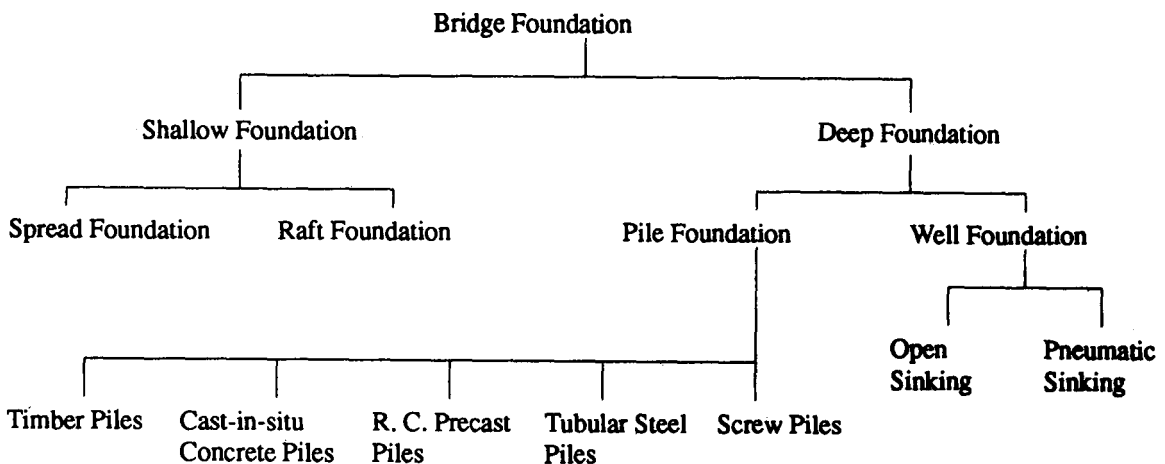 Bridge Foundation
Shallow Foundation
Deep Foundation
Spread Foundation
Raft Foundation
Pile Foundation
Well Foundation
Open
Sinking
Pneumatic
Sinking
Timber Piles
Cast-in-situ
Concrete Piles
R. C. Precast
Piles
Tubular Steel
Piles
Screw Piles